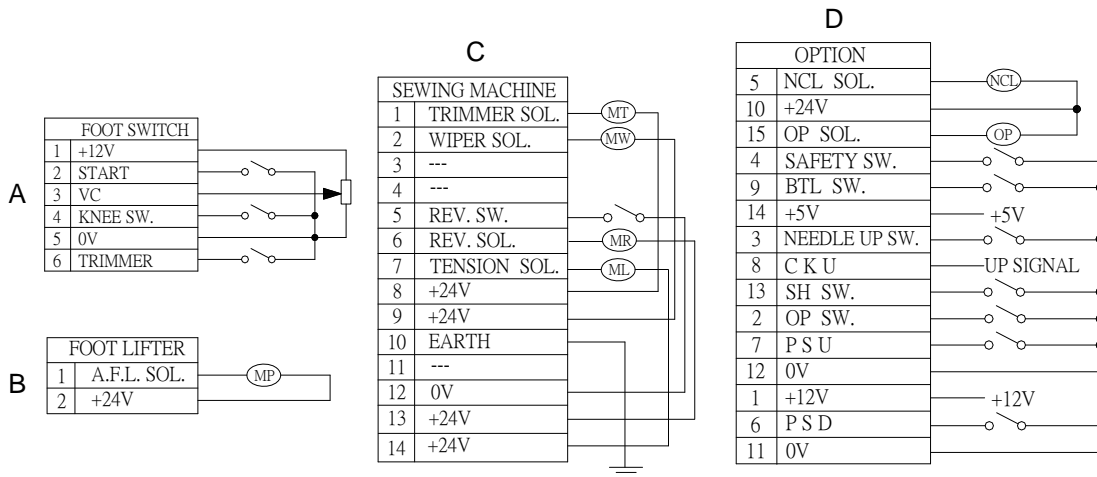 A
FOOT SWITCH
1 +12V
2 START
3 VC
4 KNEE SW.
5 0V
6 TRIMMER
B
FOOT LIFTER
1 A.F.L. SOL. MP
2 +24V
C
SEWING MACHINE
1 TRIMMER SOL. MT
2 WIPER SOL. MW
3 ---
4 ---
5 REV. SW.
6 REV. SOL. MR
7 TENSION SOL. ML
8 +24V
9 +24V
10 EARTH
11 ---
12 0V
13 +24V
14 +24V
D
OPTION
5 NCL SOL. NCL
10 +24V
15 OP SOL. OP
4 SAFETY SW.
9 BTL SW.
14 +5V +5V
3 NEEDLE UP SW.
8 C K U UP SIGNAL
13 SH SW.
2 OP SW.
7 P S U
12 0V
1 +12V +12V
6 P S D
11 0V